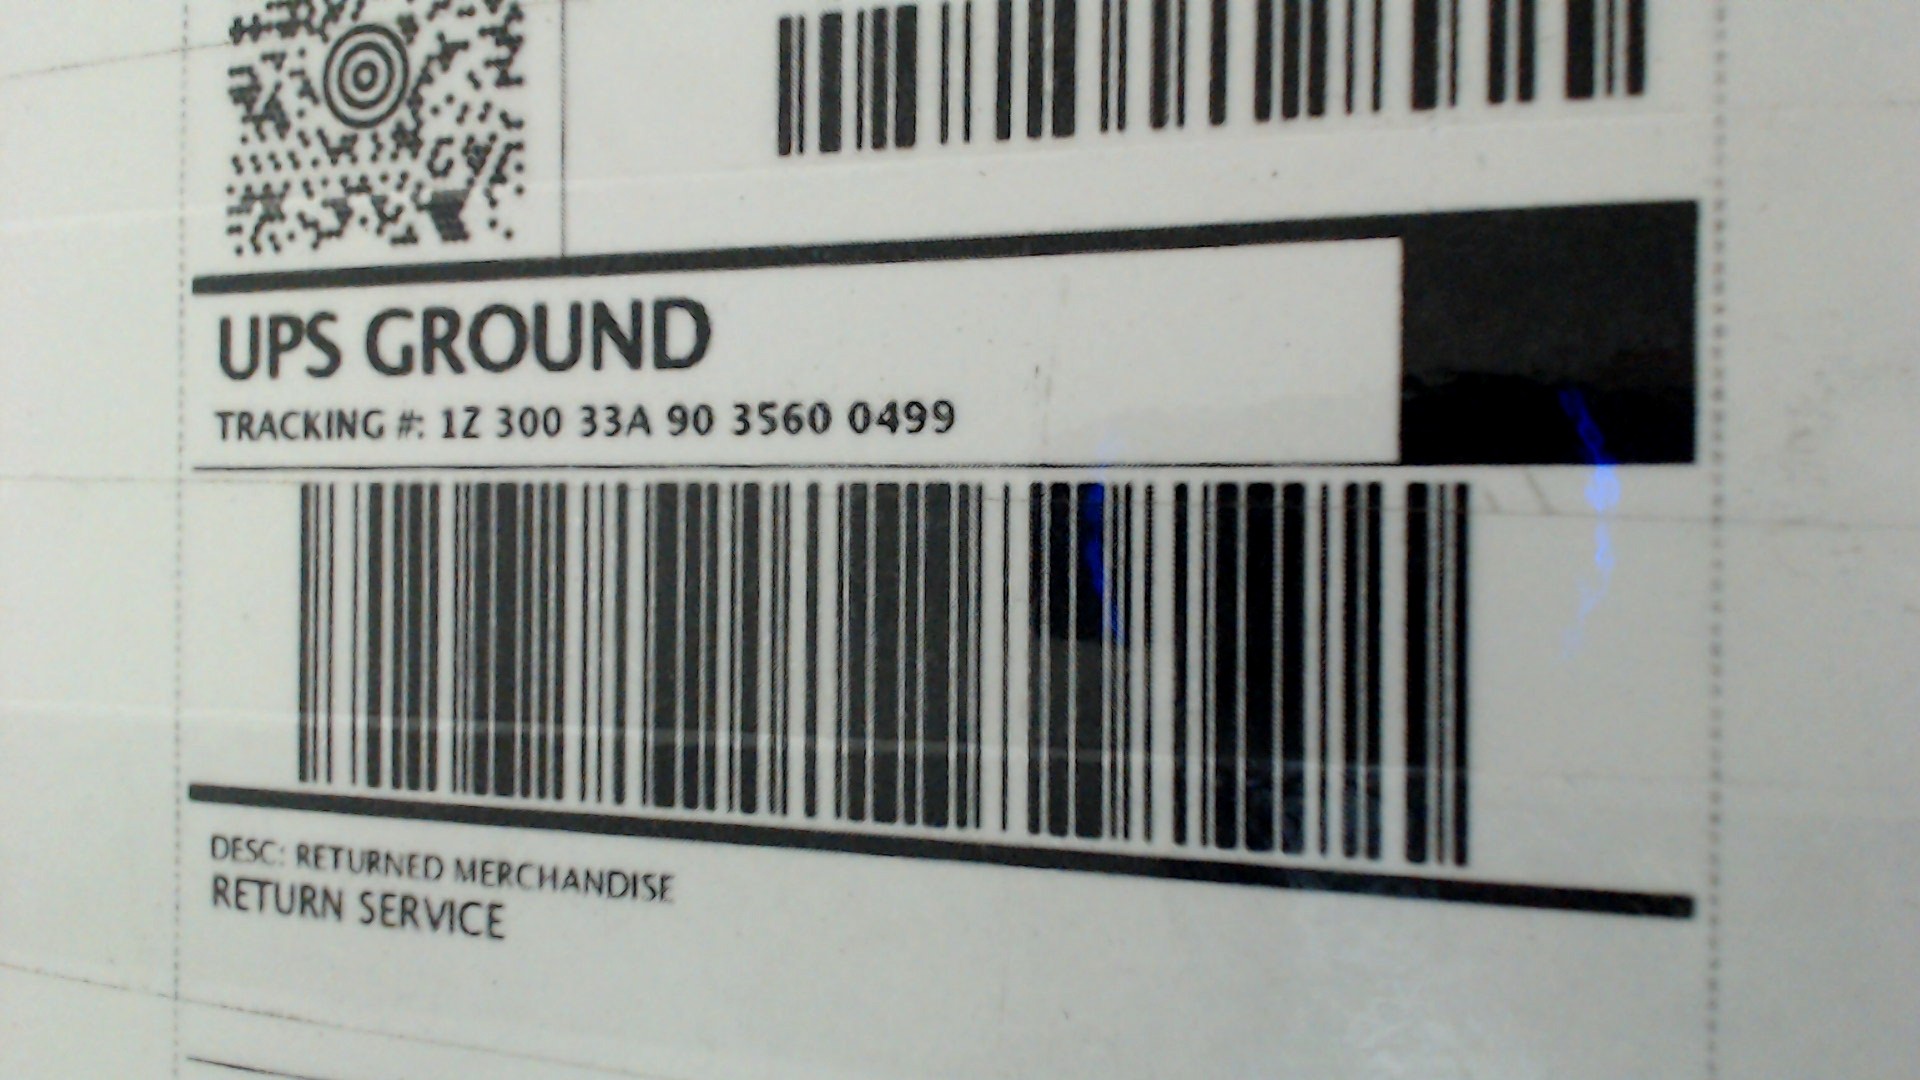 UPS GROUND
TRACKING #: 1Z 300 33A 90 3560 0499
DESC: RETURNED MERCHANDISE
RETURN SERVICE